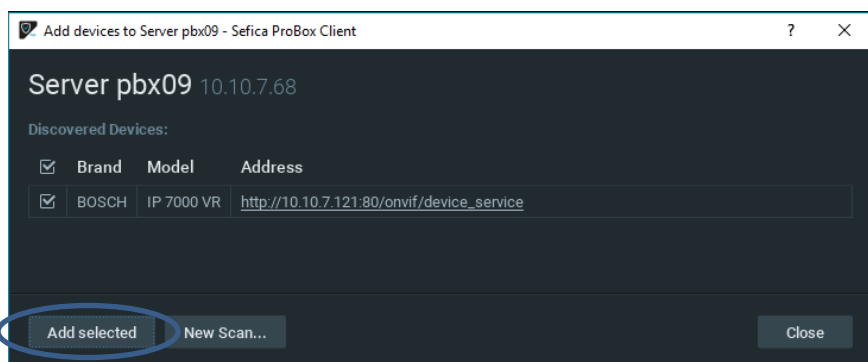 Add devices to Server pbx09 - Sefica ProBox Client ?
Server pbx09 10.10.7.68
Discovered Devices:
Brand Model Address
BOSCH IP 7000 VR http://10.10.7.121:80/onvif/device_service
Add selected New Scan... Close